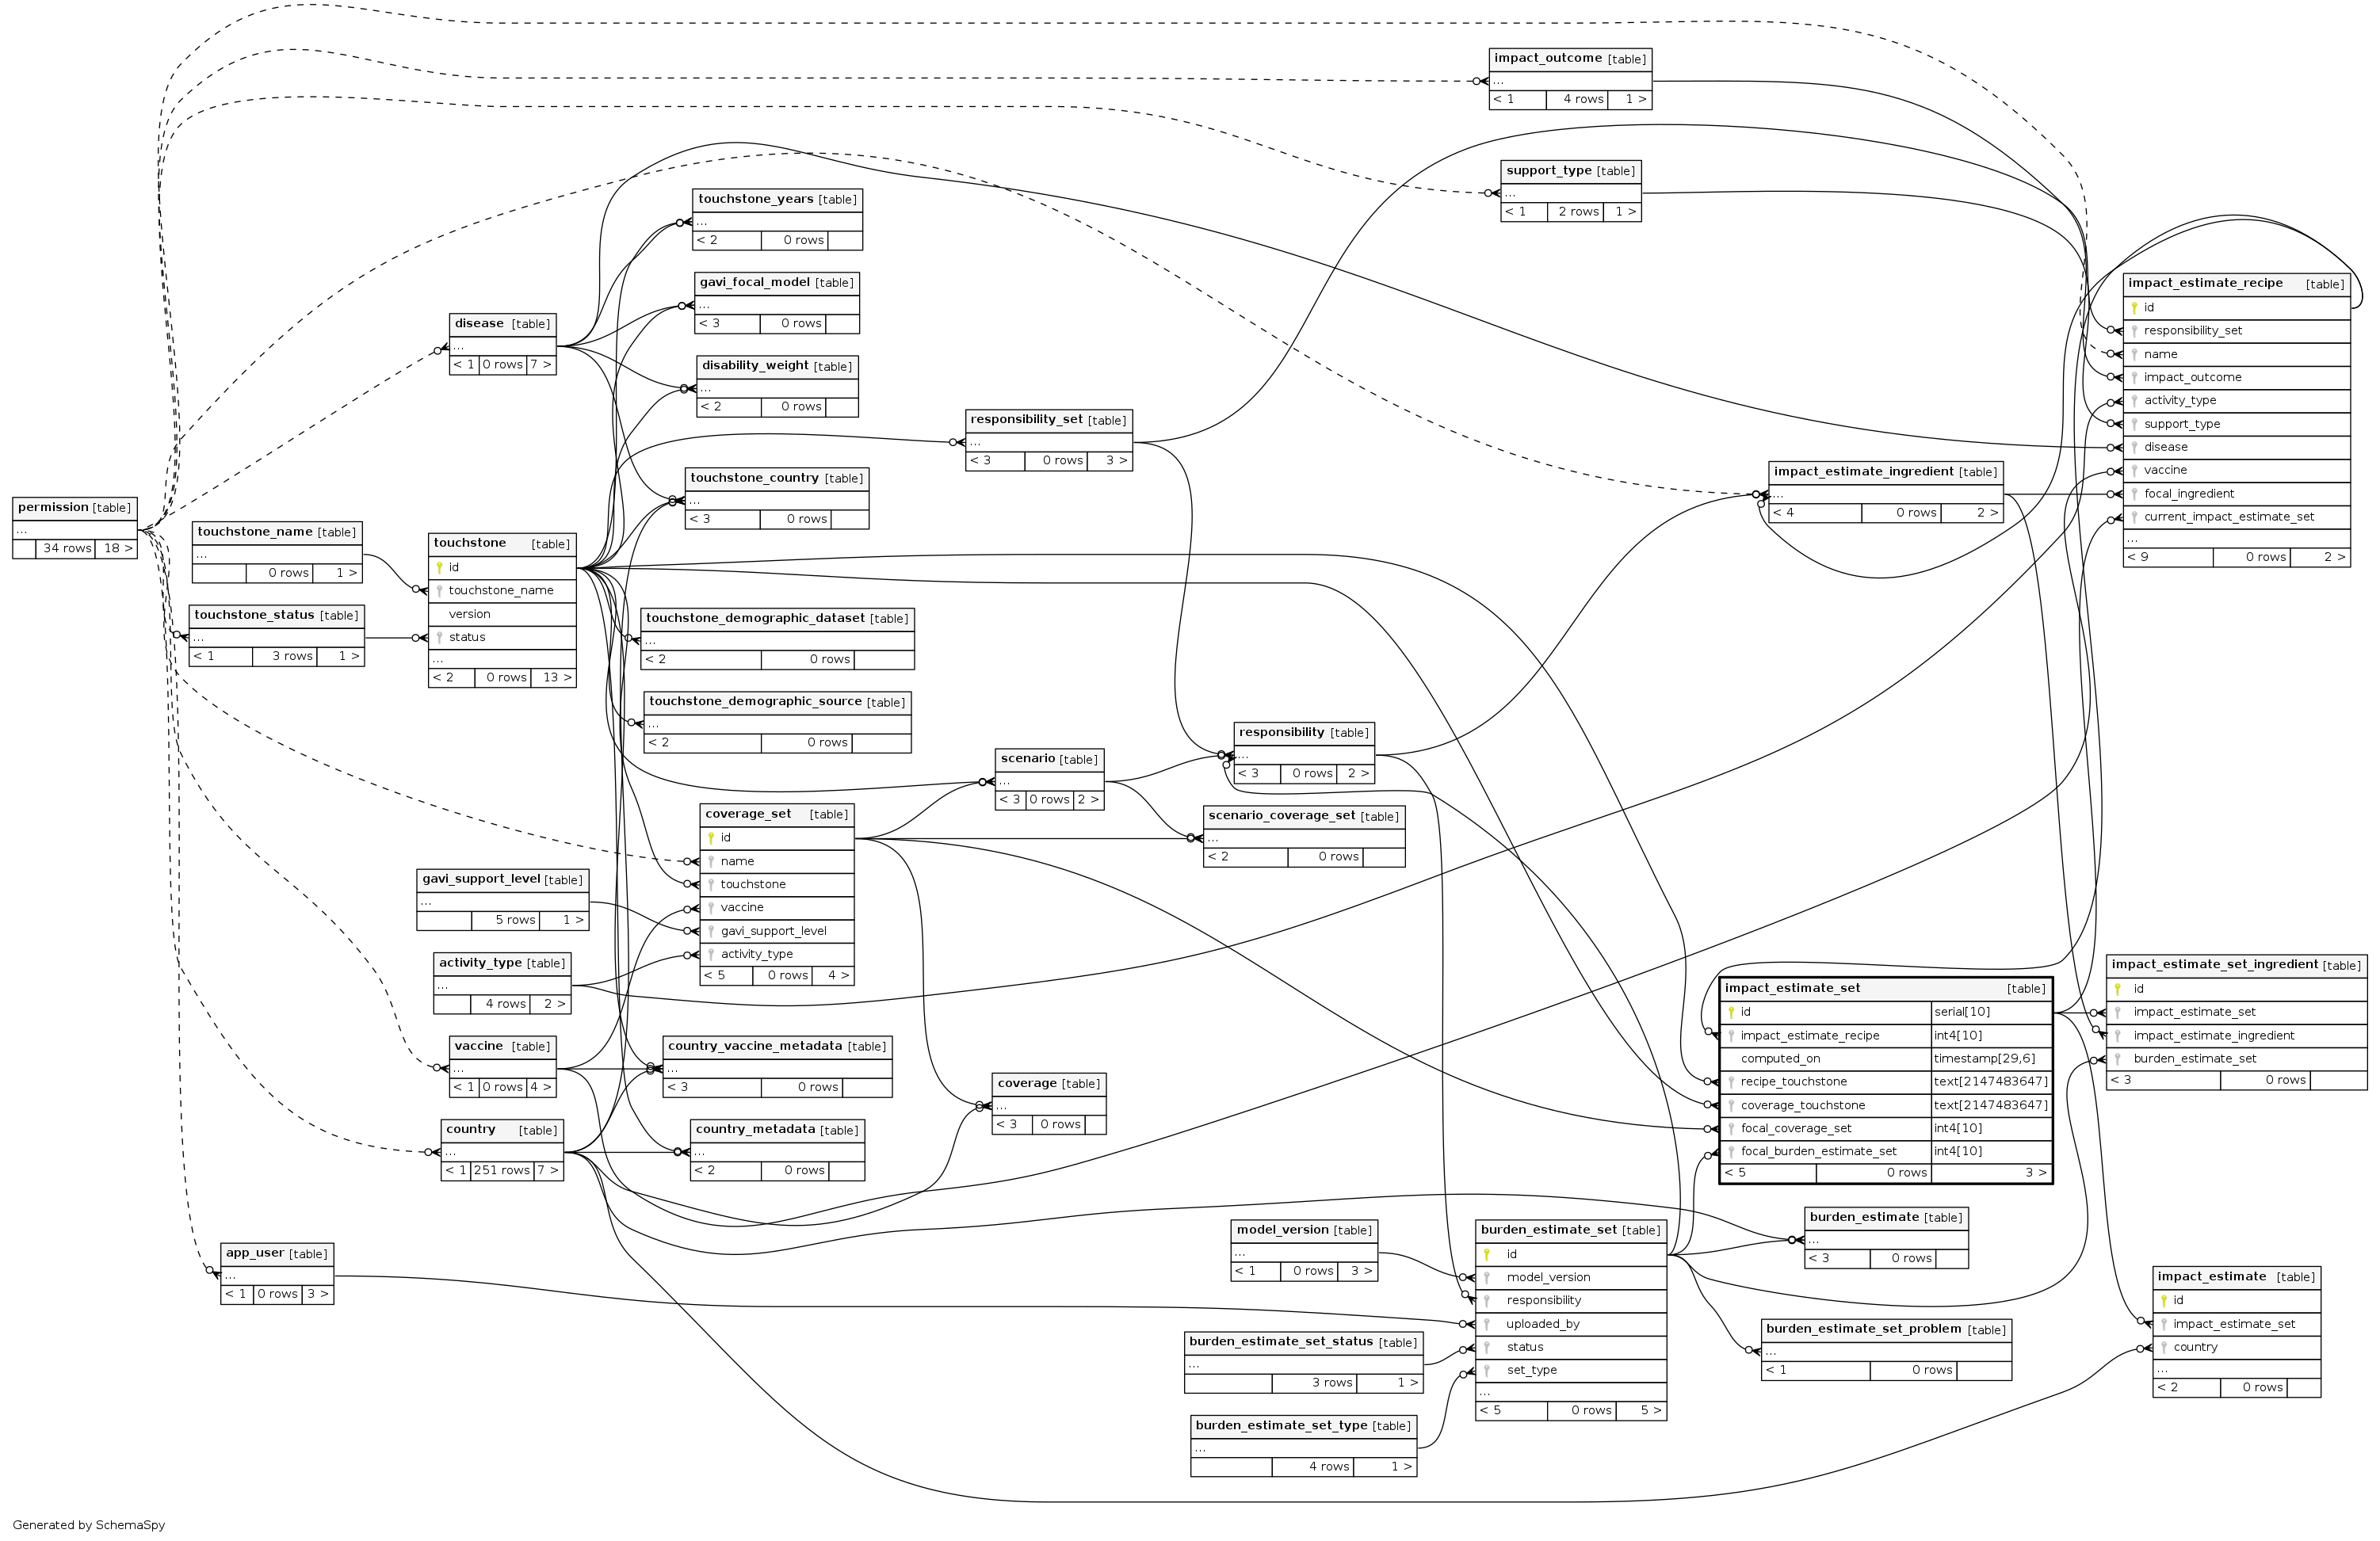 impact_outcome [table]
...
< 1 4 rows 1 >
support_type [table]
...
< 1 2 rows 1 >
touchstone_years [table]
...
< 2 0 rows
gavi_focal_model [table]
...
< 3 0 rows
disease [table]
...
< 1 0 rows 7 >
disability_weight [table]
...
< 2 0 rows
impact_estimate_recipe [table]
id
responsibility_set
name
impact_outcome
activity_type
support_type
disease
vaccine
focal_ingredient
current_impact_estimate_set
...
< 9 0 rows 2 >
responsibility_set [table]
...
< 3 0 rows 3 >
touchstone_country [table]
...
< 3 0 rows
impact_estimate_ingredient [table]
...
< 4 0 rows 2 >
permission [table]
...
34 rows 18 >
touchstone_name [table]
...
0 rows 1 >
touchstone_status [table]
...
< 1 3 rows 1 >
touchstone [table]
id
touchstone_name
version
status
...
< 2 0 rows 13 >
touchstone_demographic_dataset [table]
...
< 2 0 rows
touchstone_demographic_source [table]
...
< 2 0 rows
responsibility [table]
...
< 3 0 rows 2 >
scenario [table]
...
< 3 0 rows 2 >
coverage_set [table]
id
name
touchstone
vaccine
gavi_support_level
activity_type
< 5 0 rows 4 >
scenario_coverage_set [table]
...
< 2 0 rows
gavi_support_level [table]
...
5 rows 1 >
activity_type [table]
...
4 rows 2 >
impact_estimate_set [table]
id serial[10]
impact_estimate_recipe int4[10]
computed_on timestamp[29,6]
recipe_touchstone text[2147483647]
coverage_touchstone text[2147483647]
focal_coverage_set int4[10]
focal_burden_estimate_set int4[10]
< 5 0 rows 3 >
impact_estimate_set_ingredient [table]
id
impact_estimate_set
impact_estimate_ingredient
burden_estimate_set
< 3 0 rows
vaccine [table]
...
< 1 0 rows 4 >
country_vaccine_metadata [table]
...
< 3 0 rows
coverage [table]
...
< 3 0 rows
country [table]
...
< 1 251 rows 7 >
country_metadata [table]
...
< 2 0 rows
burden_estimate [table]
...
< 3 0 rows
model_version [table]
...
< 1 0 rows 3 >
burden_estimate_set [table]
id
model_version
responsibility
uploaded_by
status
set_type
...
< 5 0 rows 5 >
app_user [table]
...
< 1 0 rows 3 >
impact_estimate [table]
id
impact_estimate_set
country
...
< 2 0 rows
burden_estimate_set_problem [table]
...
< 1 0 rows
burden_estimate_set_status [table]
...
3 rows 1 >
burden_estimate_set_type [table]
...
4 rows 1 >
Generated by SchemaSpy